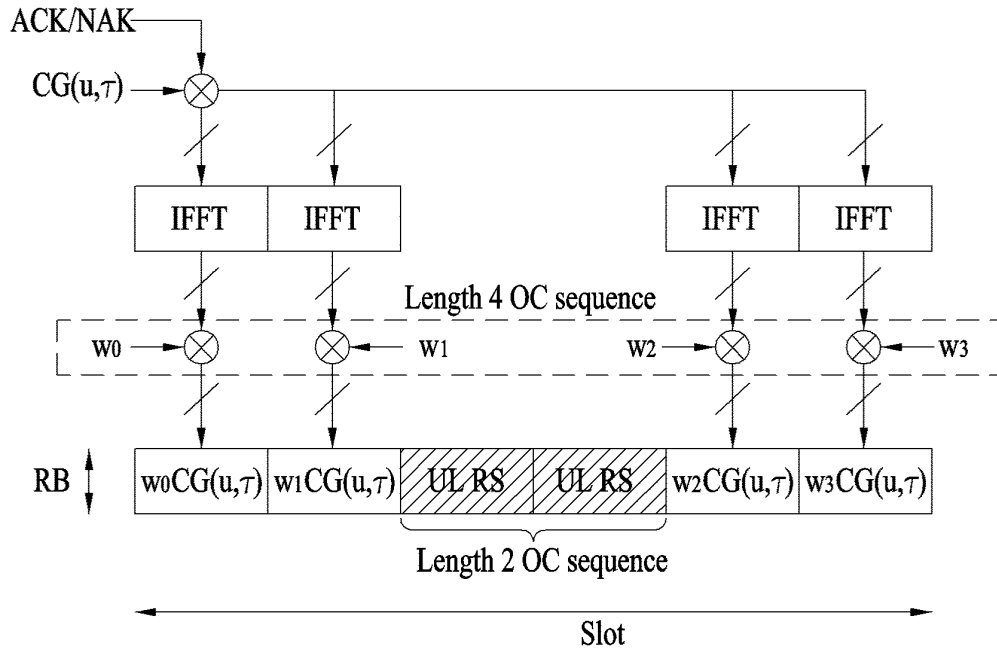 ACK/NAK
CG(u,τ)
IFFT
IFFT
IFFT
IFFT
Length 4 OC sequence
w0
w1
w2
w3
RB
w0CG(u,τ)
w1CG(u,τ)
UL RS
UL RS
w2CG(u,τ)
w3CG(u,τ)
Length 2 OC sequence
Slot